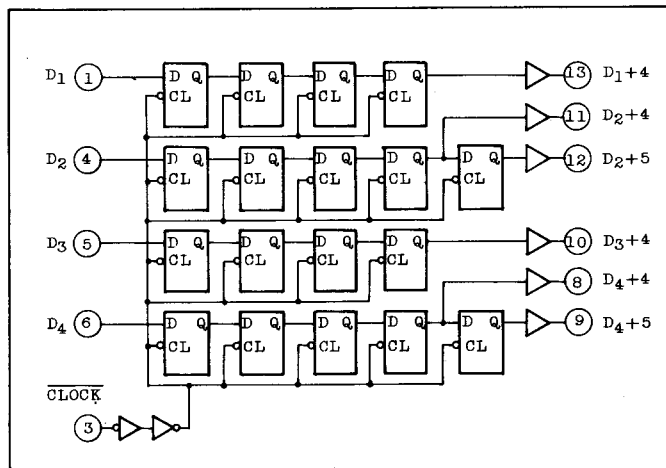 D1 1 D Q D Q D Q D Q 13 D1+4
CL CL CL CL
11 D2+4
D2 4 D Q D Q D Q D Q D Q 12 D2+5
CL CL CL CL CL
D3 5 D Q D Q D Q D Q 10 D3+4
CL CL CL CL
8 D4+4
D4 6 D Q D Q D Q D Q D Q 9 D4+5
CL CL CL CL CL
CLOCK
3